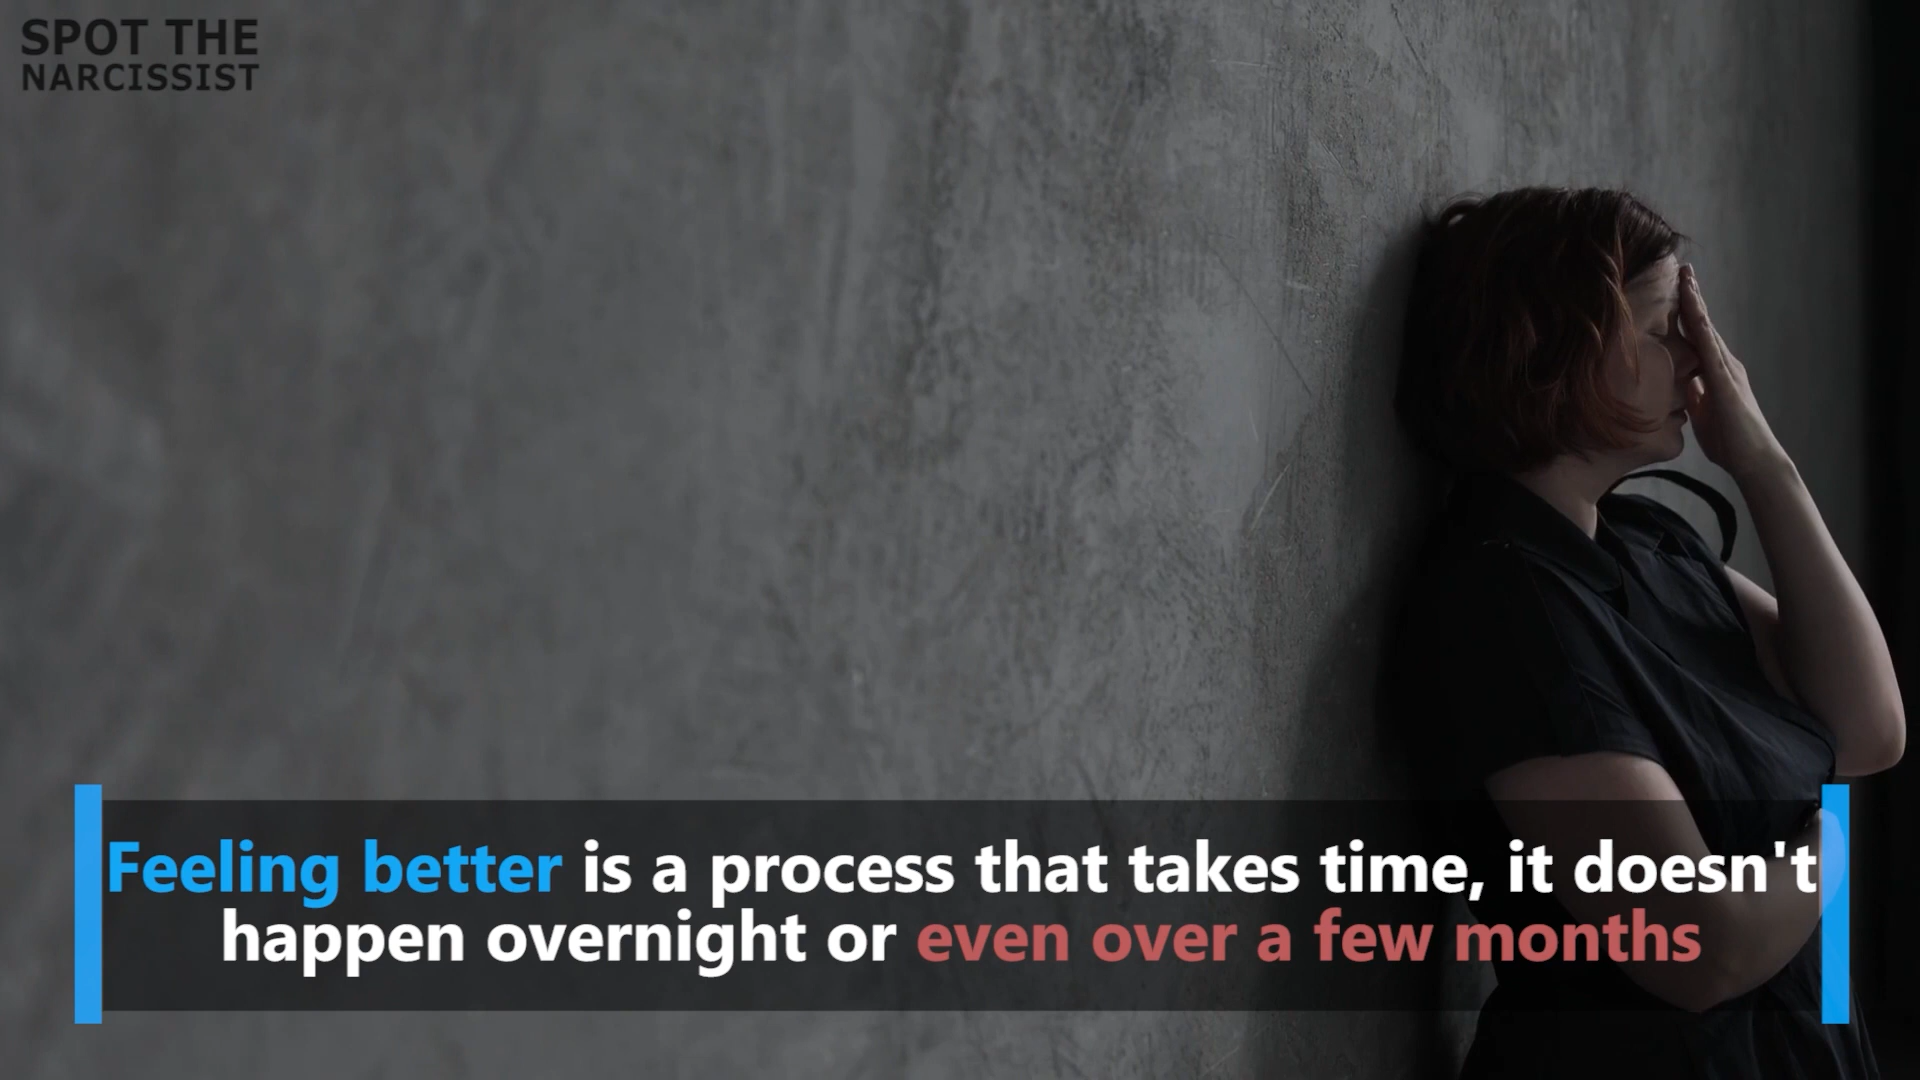 SPOT THE
NARCISSIST
Feeling better is a process that takes time, it doesn't
happen overnight or even over a few months